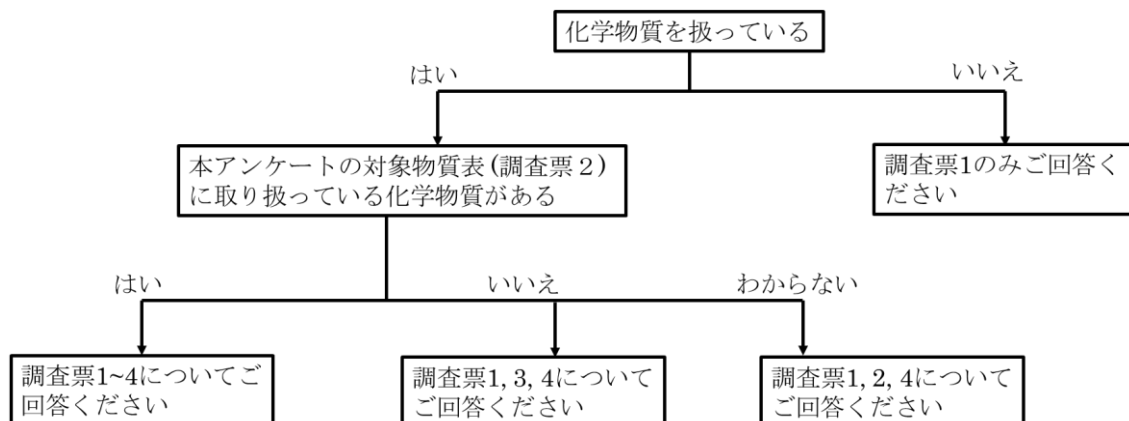 化学物質を扱っている
はい
いいえ
本アンケートの対象物質表(調査票２)
に取り扱っている化学物質がある
調査票1のみご回答く
ださい
はい
いいえ
わからない
調査票1~4についてご
回答ください
調査票1, 3, 4について
ご回答ください
調査票1, 2, 4について
ご回答ください